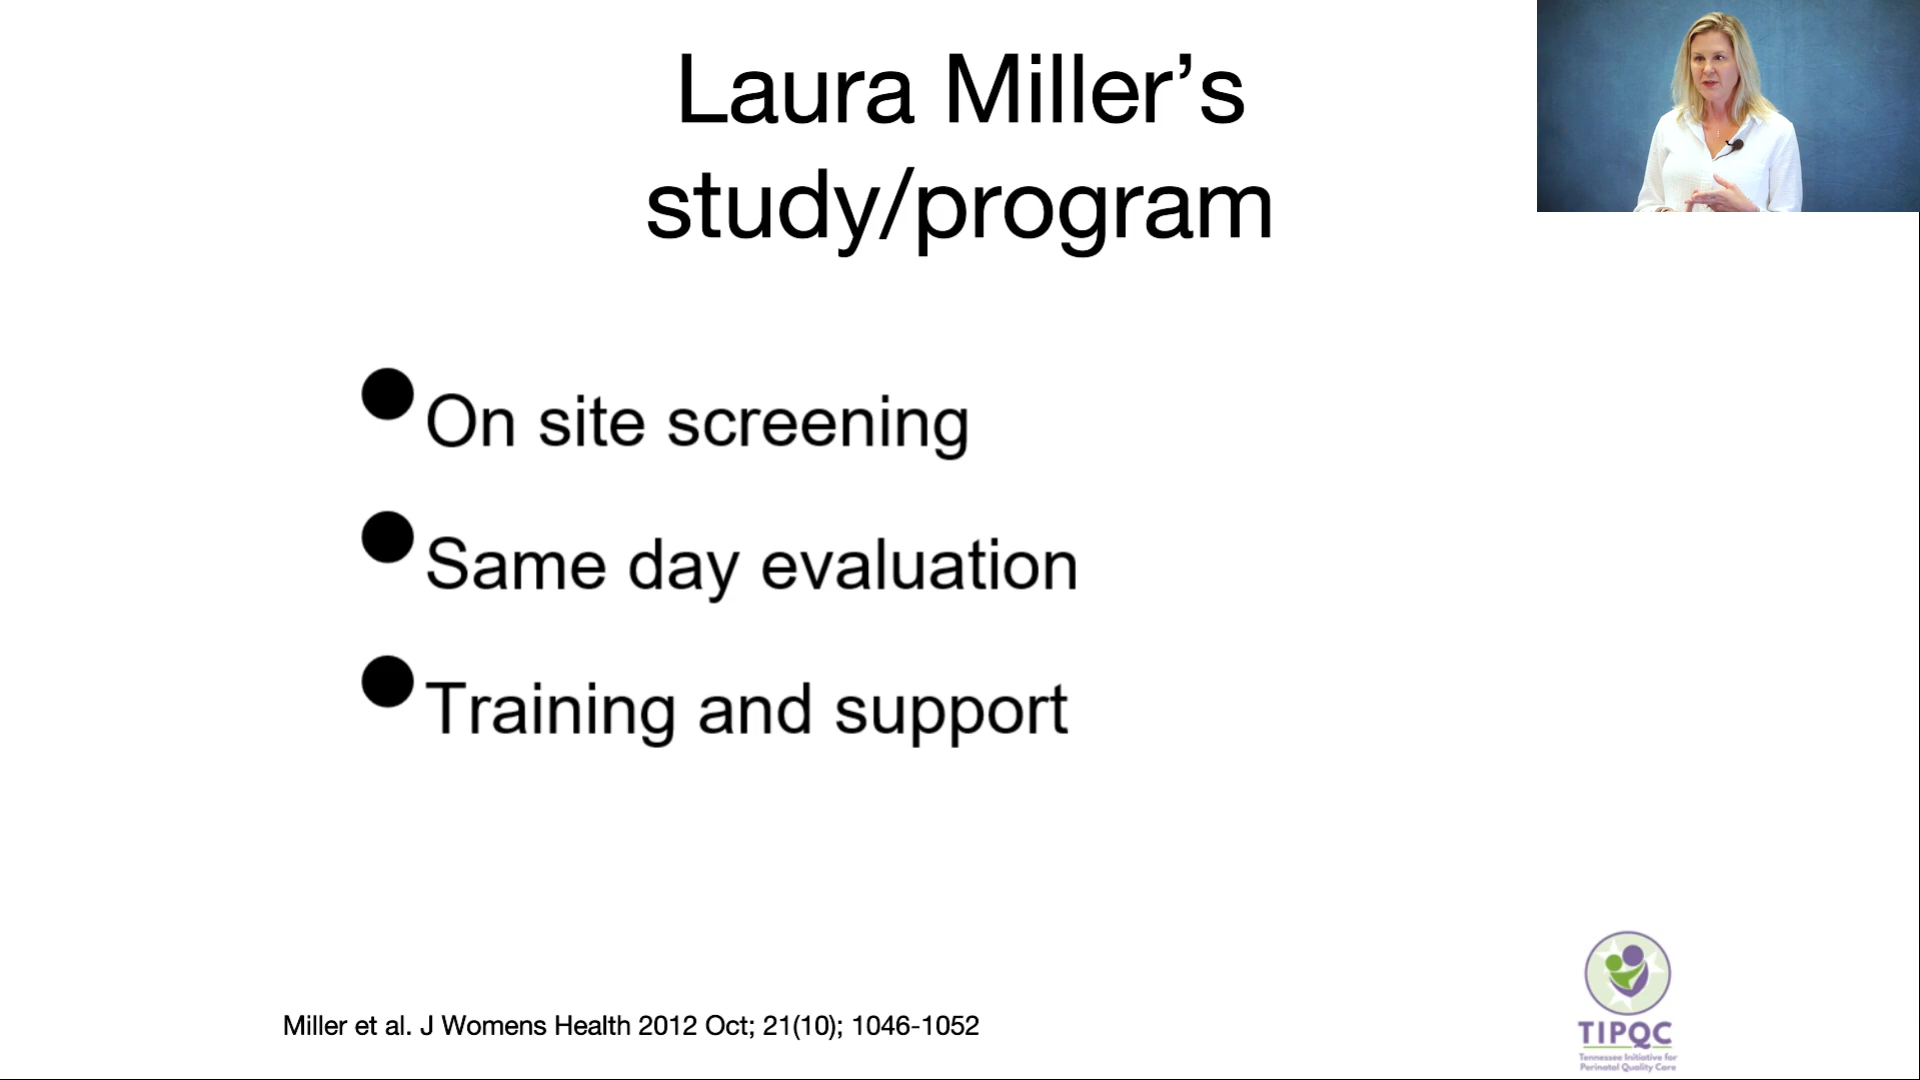 Laura Miller’s
study/program
On site screening
Same day evaluation
Training and support
Miller et al. J Womens Health 2012 Oct; 21(10); 1046-1052
TIPQC
Tennessee Initiative for
Perinatal Quality Care